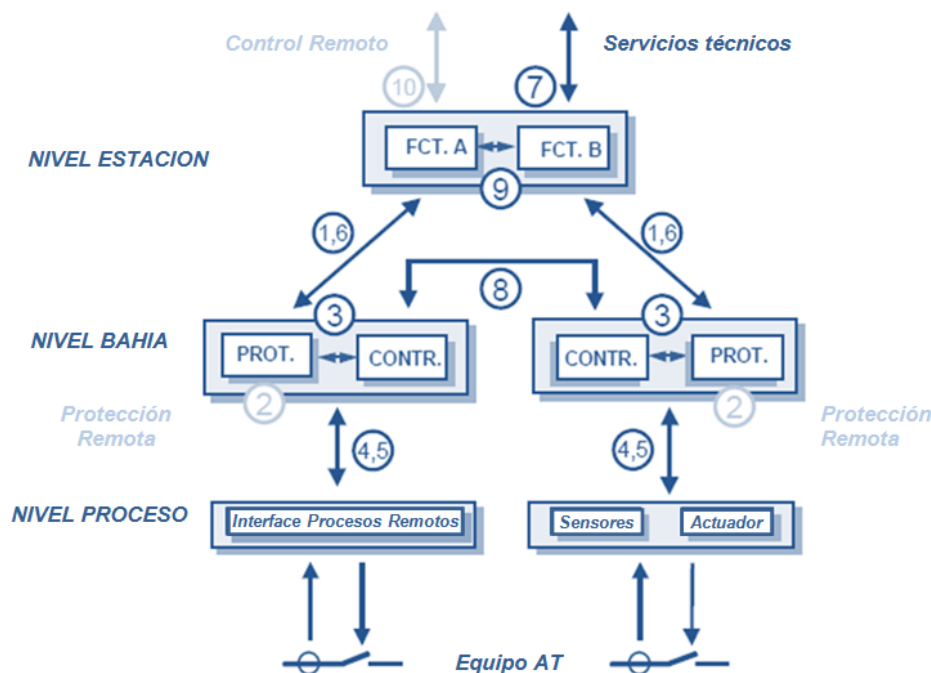 Control Remoto
Servicios técnicos
10
7
FCT. A
FCT. B
NIVEL ESTACION
9
1,6
1,6
8
3
3
NIVEL BAHIA
PROT.
CONTR.
CONTR.
PROT.
2
2
Protección
Remota
Protección
Remota
4,5
4,5
NIVEL PROCESO
Interface Procesos Remotos
Sensores
Actuador
Equipo AT